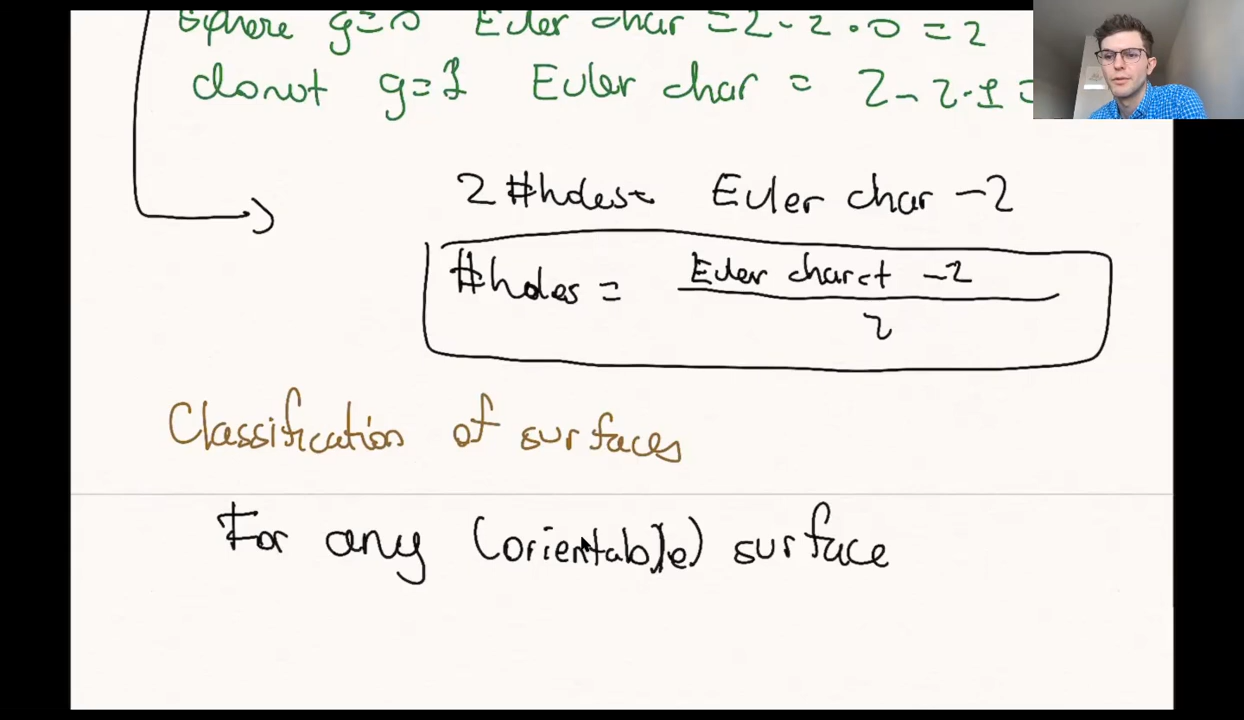 Sphere g=0 Euler char = 2 - 2 · 0 = 2
donut g=1 Euler char = 2 - 2 · 1 =
2 #holes = Euler char - 2
#holes = Euler charct - 2
2
Classification of surfaces
For any (orientable) surface